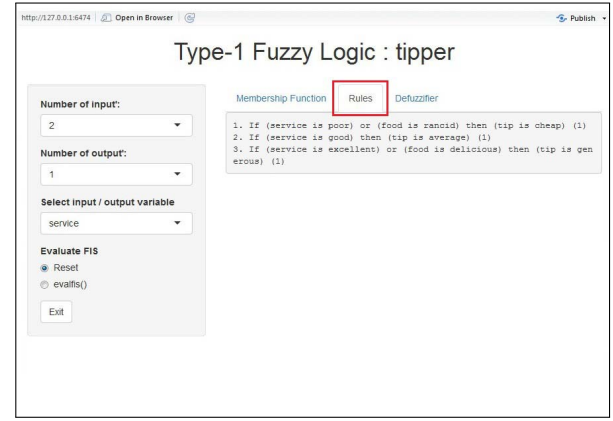 http://127.0.0.1:6474 Open in Browser Publish
Type-1 Fuzzy Logic : tipper
Number of input':
2
Number of output':
1
Select input / output variable
service
Evaluate FIS
Reset
evalfis()
Exit
Membership Function Rules Defuzzifier
1. If (service is poor) or (food is rancid) then (tip is cheap) (1)
2. If (service is good) then (tip is average) (1)
3. If (service is excellent) or (food is delicious) then (tip is gen
erous) (1)